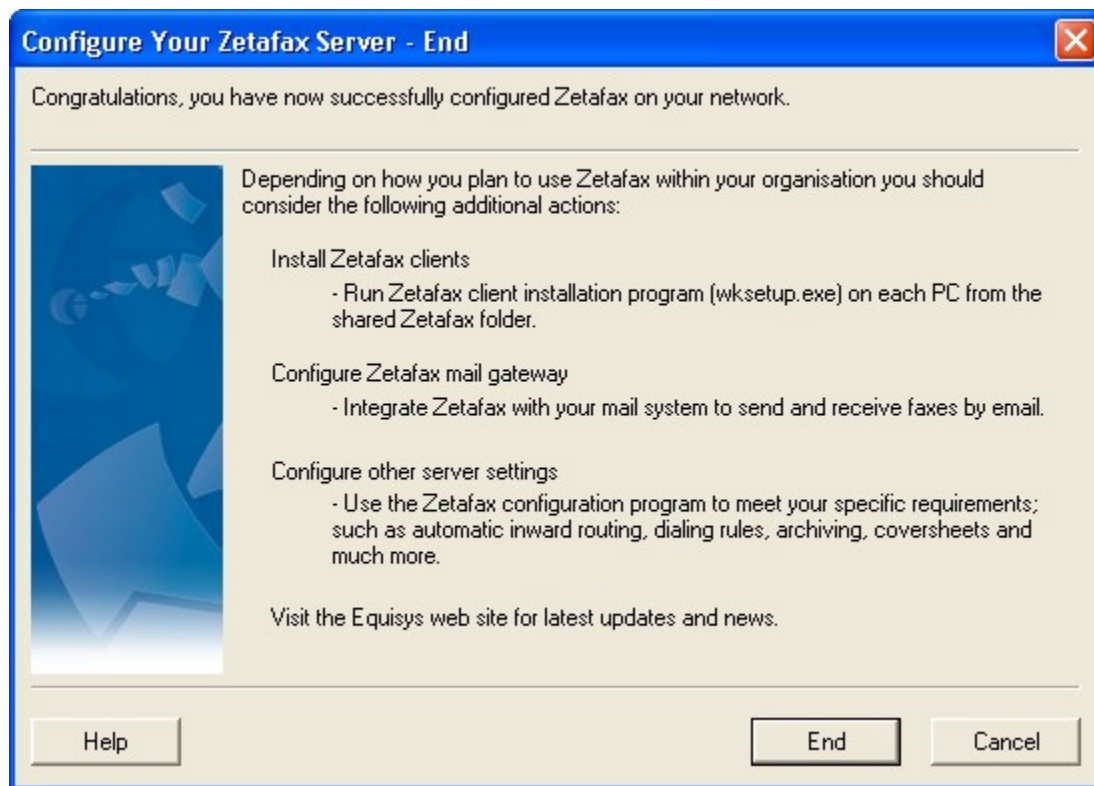 Configure Your Zetafax Server - End
Congratulations, you have now successfully configured Zetafax on your network.
Depending on how you plan to use Zetafax within your organisation you should
consider the following additional actions:
Install Zetafax clients
- Run Zetafax client installation program (wksetup.exe) on each PC from the
shared Zetafax folder.
Configure Zetafax mail gateway
- Integrate Zetafax with your mail system to send and receive faxes by email.
Configure other server settings
- Use the Zetafax configuration program to meet your specific requirements;
such as automatic inward routing, dialing rules, archiving, coversheets and
much more.
Visit the Equisys web site for latest updates and news.
Help
End
Cancel